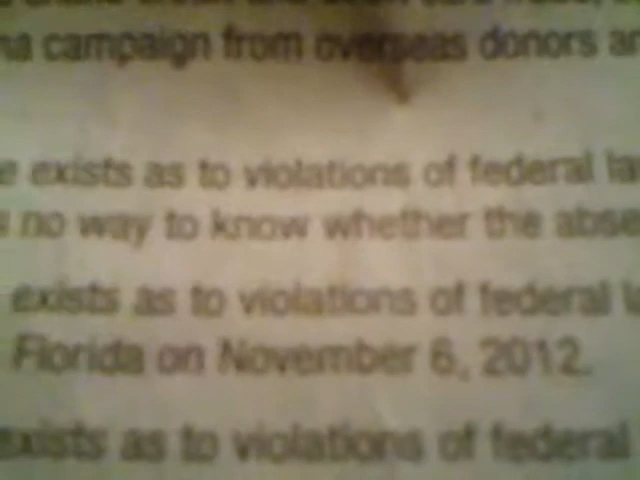 na campaign from overseas donors an
e exists as to violations of federal la
no way to know whether the abse
exists as to violations of federal l
Florida on November 6, 2012.
exists as to violations of federal